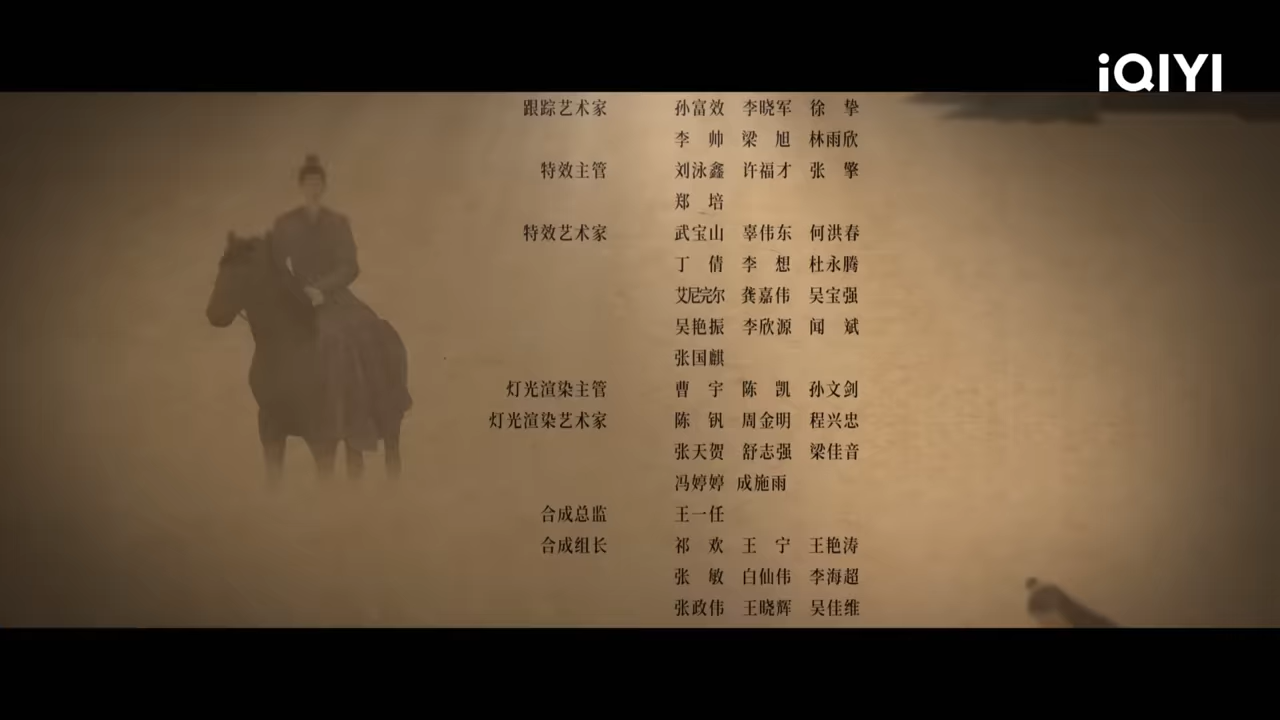 iQIYI
跟踪艺术家 孙富效 李晓军 徐 挚
李 帅 梁 旭 林雨欣
特效主管 刘泳鑫 许福才 张 擎
郑 培
特效艺术家 武宝山 辜伟东 何洪春
丁 倩 李 想 杜永腾
艾尼完尔 龚嘉伟 吴宝强
吴艳振 李欣源 闻 斌
张国麒
灯光渲染主管 曹 宇 陈 凯 孙文剑
灯光渲染艺术家 陈 钒 周金明 程兴忠
张天贺 舒志强 梁佳音
冯婷婷 成施雨
合成总监 王一任
合成组长 祁 欢 王 宁 王艳涛
张 敏 白仙伟 李海超
张政伟 王晓辉 吴佳维